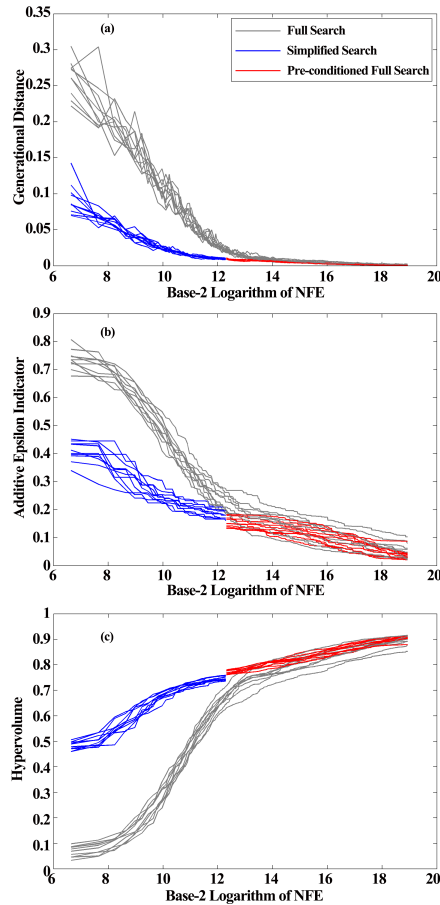 0.35
(a)
Full Search
0.3
Simplified Search
Pre-conditioned Full Search
0.25
0.2
0.15
0.1
0.05
0
Generational Distance
6 8 10 12 14 16 18 20
Base-2 Logarithm of NFE
0.9
(b)
0.8
0.7
0.6
0.5
0.4
0.3
0.2
0.1
0
Additive Epsilon Indicator
6 8 10 12 14 16 18 20
Base-2 Logarithm of NFE
1
(c)
0.9
0.8
0.7
0.6
0.5
0.4
0.3
0.2
0.1
0
Hypervolume
6 8 10 12 14 16 18 20
Base-2 Logarithm of NFE